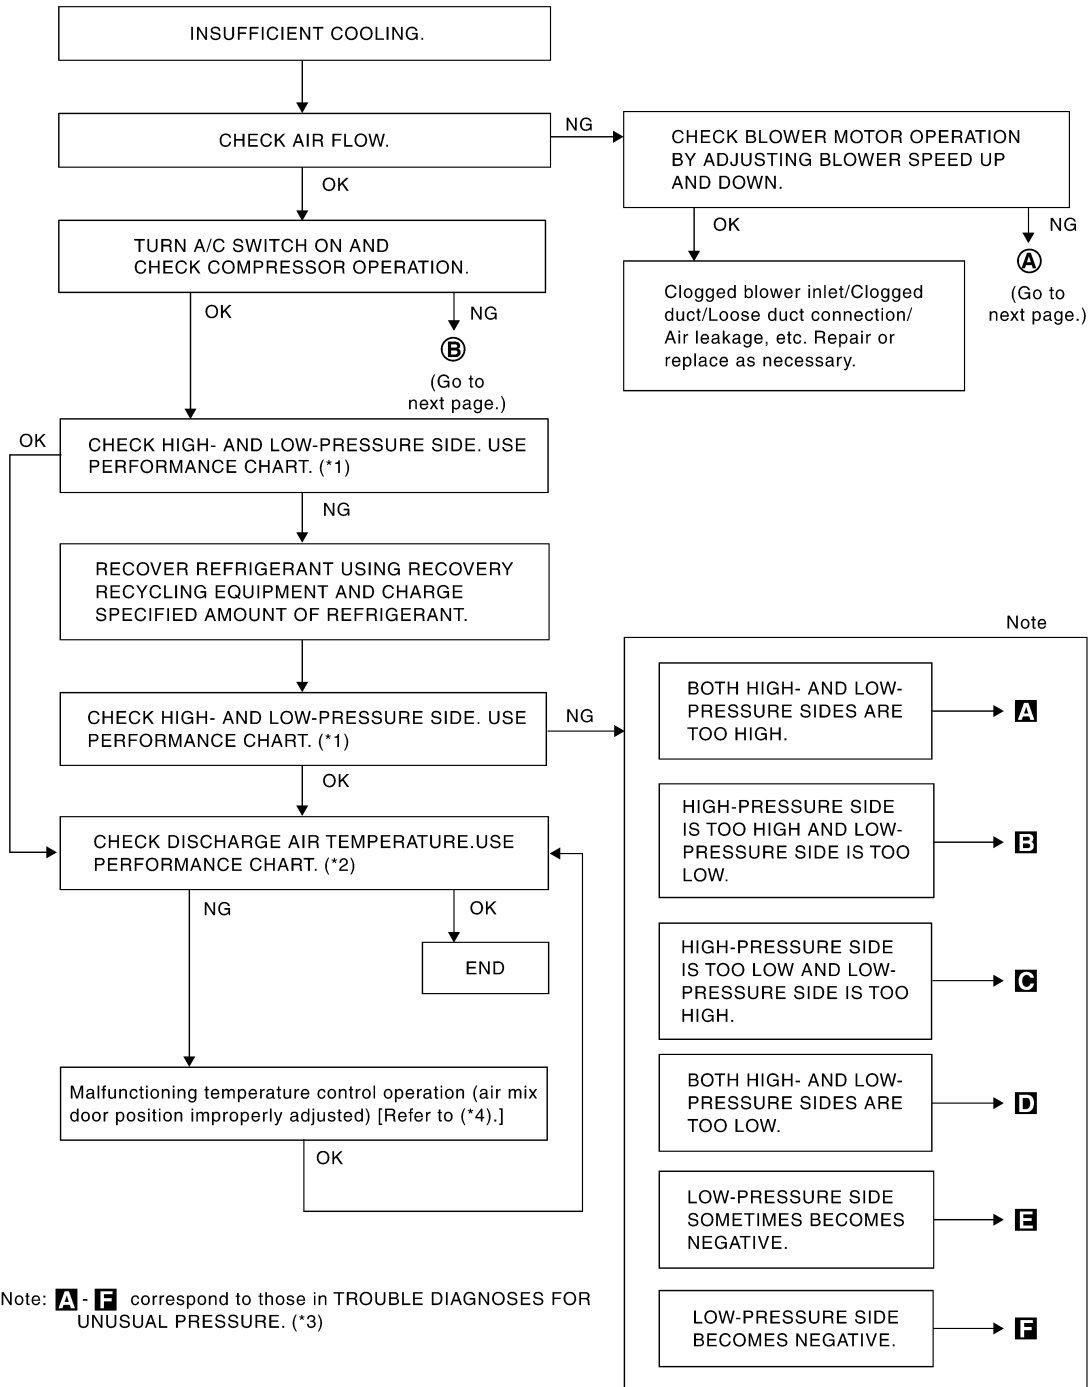 INSUFFICIENT COOLING.
CHECK AIR FLOW.
NG
CHECK BLOWER MOTOR OPERATION
BY ADJUSTING BLOWER SPEED UP
AND DOWN.
OK
OK
NG
A
(Go to
next page.)
Clogged blower inlet/Clogged
duct/Loose duct connection/
Air leakage, etc. Repair or
replace as necessary.
TURN A/C SWITCH ON AND
CHECK COMPRESSOR OPERATION.
OK
NG
B
(Go to
next page.)
OK
CHECK HIGH- AND LOW-PRESSURE SIDE. USE
PERFORMANCE CHART. (*1)
NG
RECOVER REFRIGERANT USING RECOVERY
RECYCLING EQUIPMENT AND CHARGE
SPECIFIED AMOUNT OF REFRIGERANT.
CHECK HIGH- AND LOW-PRESSURE SIDE. USE
PERFORMANCE CHART. (*1)
NG
OK
CHECK DISCHARGE AIR TEMPERATURE.USE
PERFORMANCE CHART. (*2)
NG
OK
END
Malfunctioning temperature control operation (air mix
door position improperly adjusted) [Refer to (*4).]
OK
Note
BOTH HIGH- AND LOW-
PRESSURE SIDES ARE
TOO HIGH.
A
HIGH-PRESSURE SIDE
IS TOO HIGH AND LOW-
PRESSURE SIDE IS TOO
LOW.
B
HIGH-PRESSURE SIDE
IS TOO LOW AND LOW-
PRESSURE SIDE IS TOO
HIGH.
C
BOTH HIGH- AND LOW-
PRESSURE SIDES ARE
TOO LOW.
D
LOW-PRESSURE SIDE
SOMETIMES BECOMES
NEGATIVE.
E
LOW-PRESSURE SIDE
BECOMES NEGATIVE.
F
Note: A - F correspond to those in TROUBLE DIAGNOSES FOR
UNUSUAL PRESSURE. (*3)